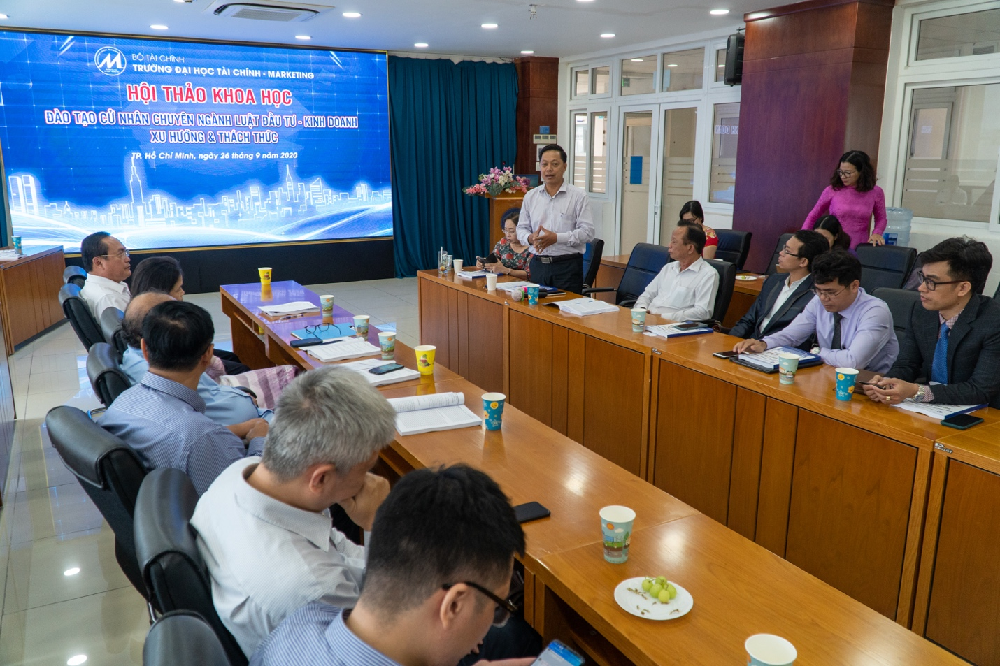 BỘ TÀI CHÍNH
TRƯỜNG ĐẠI HỌC TÀI CHÍNH - MARKETING
HỘI THẢO KHOA HỌC
ĐÀO TẠO CỬ NHÂN CHUYÊN NGÀNH LUẬT ĐẦU TƯ - KINH DOANH
XU HƯỚNG & THÁCH THỨC
TP. Hồ Chí Minh, ngày 26 tháng 9 năm 2020